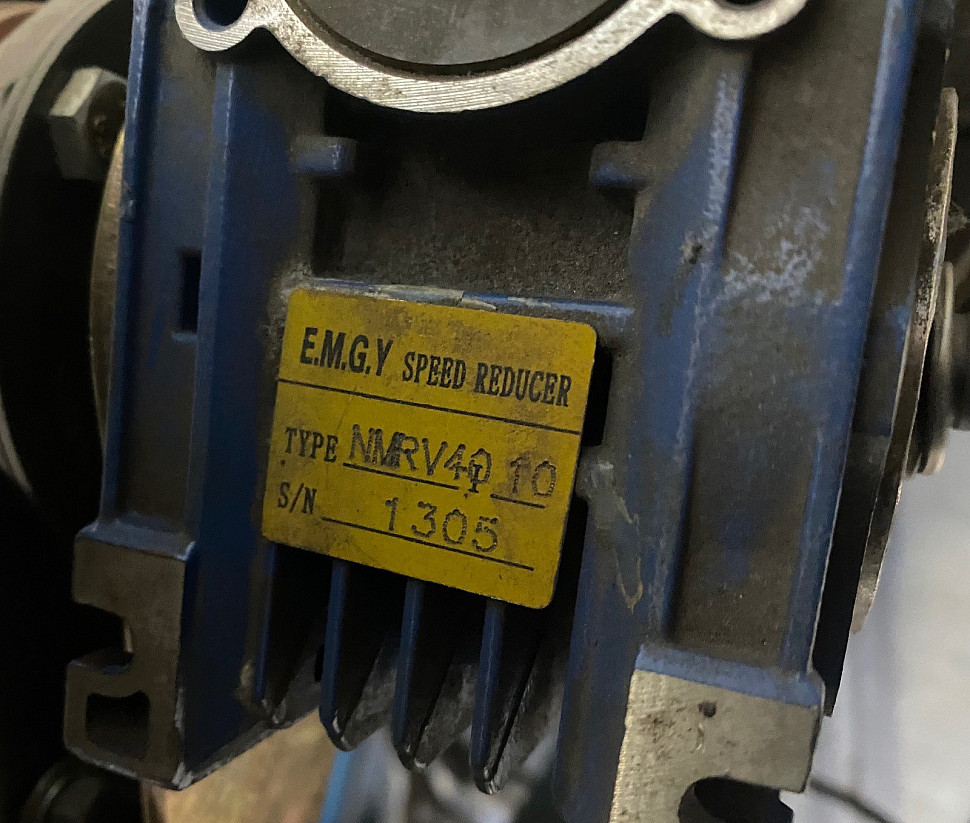 E.M.G.Y SPEED REDUCER
TYPE NMRV40 I 10
S/N 1305